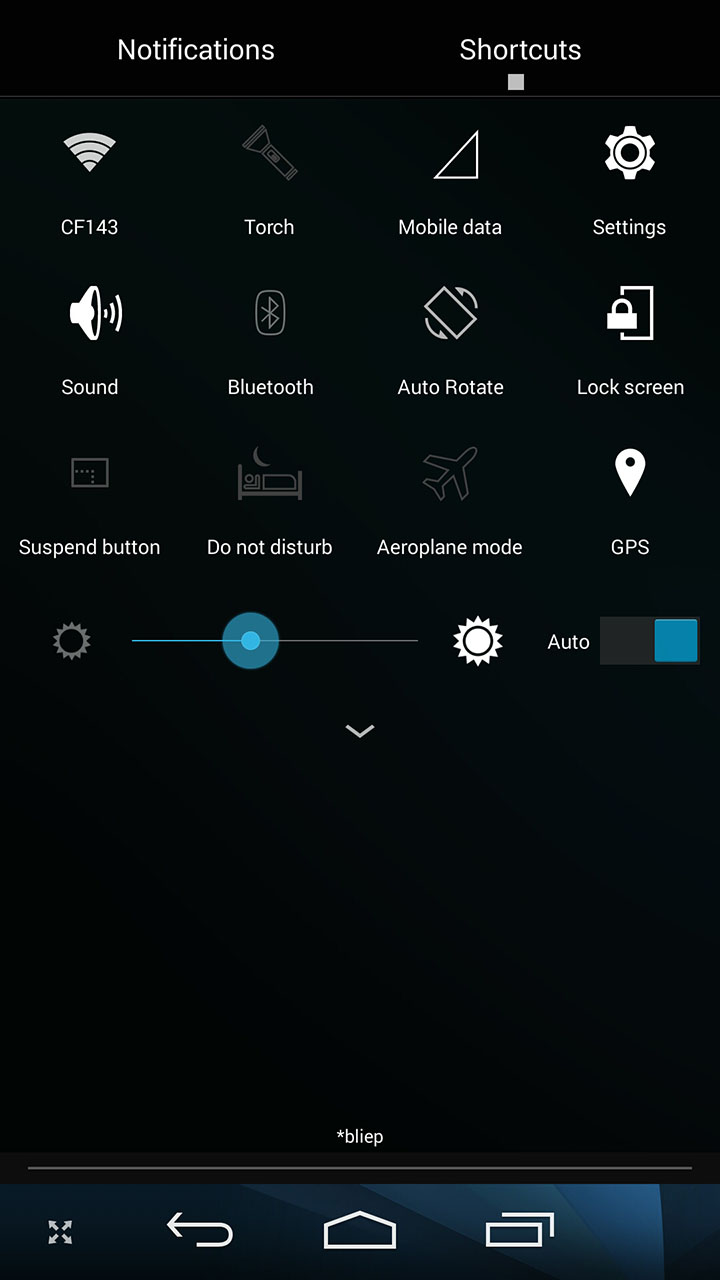 Notifications
Shortcuts
CF143
Torch
Mobile data
Settings
Sound
Bluetooth
Auto Rotate
Lock screen
Suspend button
Do not disturb
Aeroplane mode
GPS
Auto
*bliep